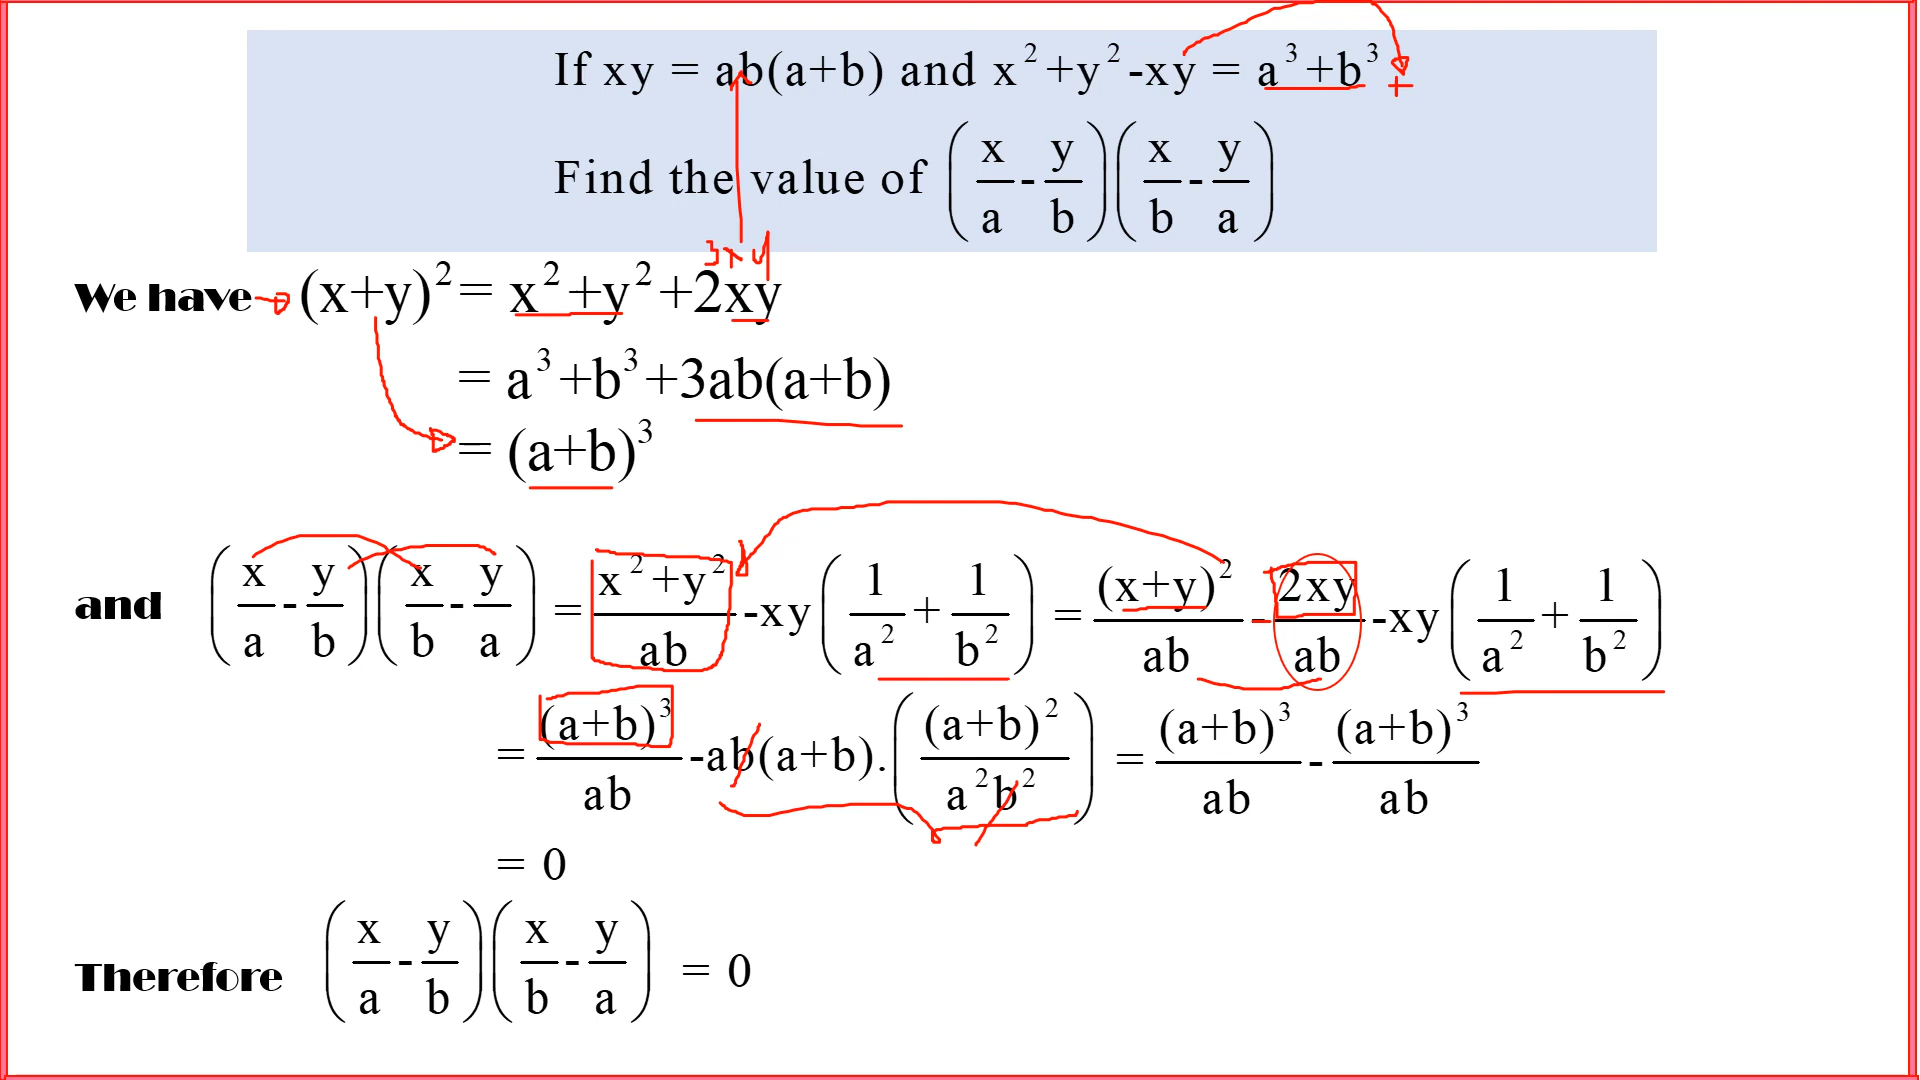 If xy = ab(a+b) and x²+y²-xy = a³+b³ +
Find the value of (x/a - y/b)(x/b - y/a)
3xy
We have (x+y)² = x²+y²+2xy
= a³+b³+3ab(a+b)
= (a+b)³
and (x/a - y/b)(x/b - y/a) = (x²+y²)/ab -xy(1/a² + 1/b²) = (x+y)²/ab - 2xy/ab -xy(1/a² + 1/b²)
= (a+b)³/ab -ab(a+b).((a+b)²/a²b²) = (a+b)³/ab - (a+b)³/ab
= 0
Therefore (x/a - y/b)(x/b - y/a) = 0